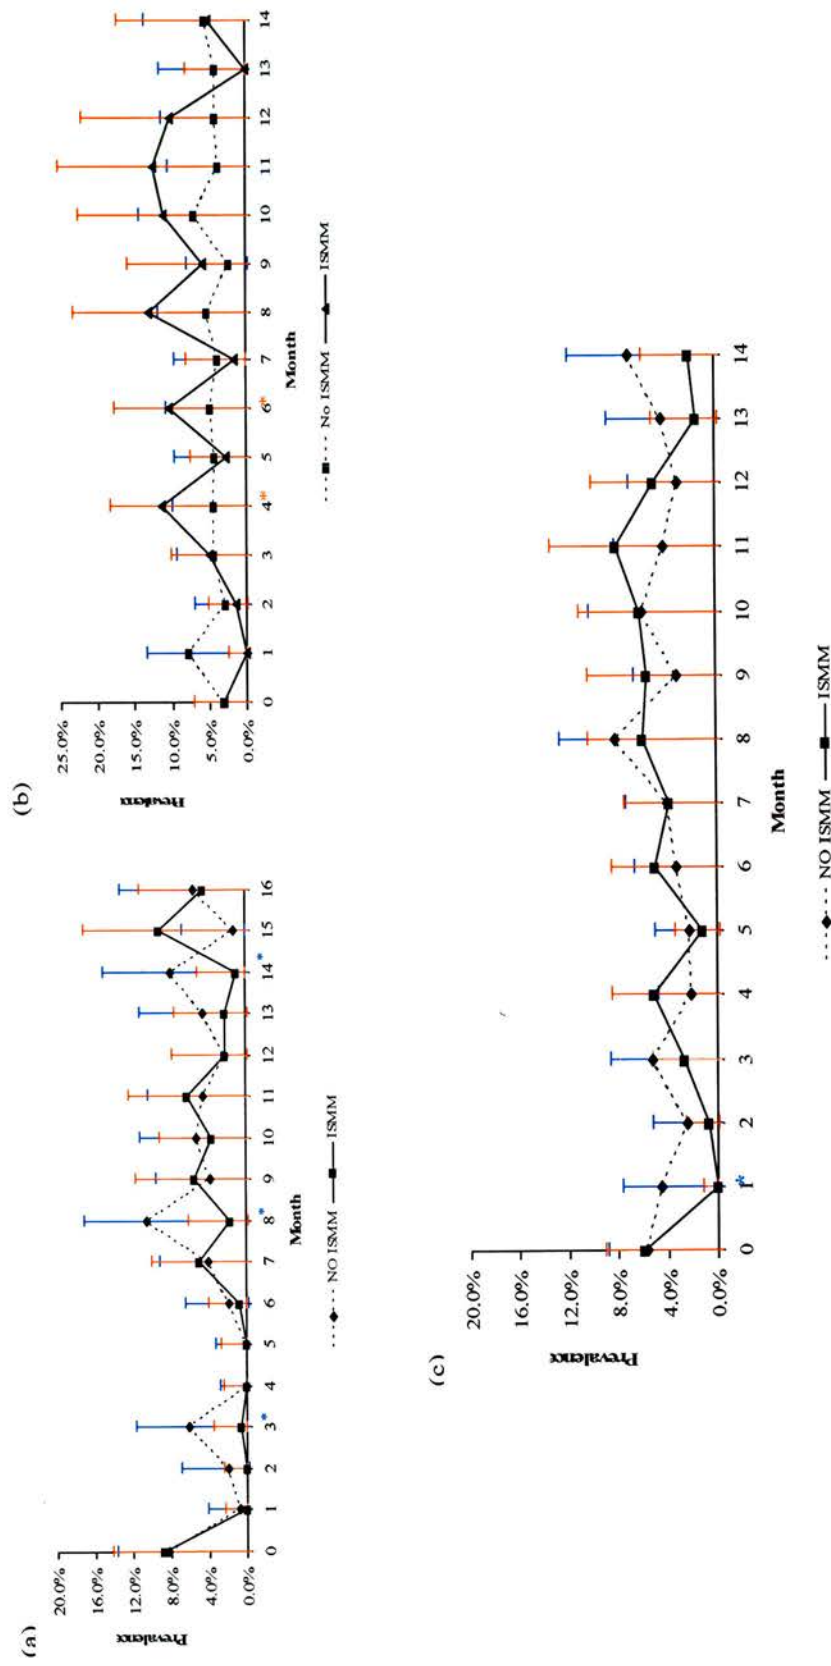 (a)
20.0%
16.0%
12.0%
8.0%
4.0%
0.0%
Prevalence
0 1 2 3* 4 5 6 7 8* 9 10 11 12 13 14* 15 16
Month
NO ISMM ISMM
(b)
25.0%
20.0%
15.0%
10.0%
5.0%
0.0%
Prevalence
0 1 2 3 4* 5 6* 7 8 9 10 11 12 13 14
Month
No ISMM ISMM
(c)
20.0%
16.0%
12.0%
8.0%
4.0%
0.0%
Prevalence
0 1* 2 3 4 5 6 7 8 9 10 11 12 13 14
Month
NO ISMM ISMM